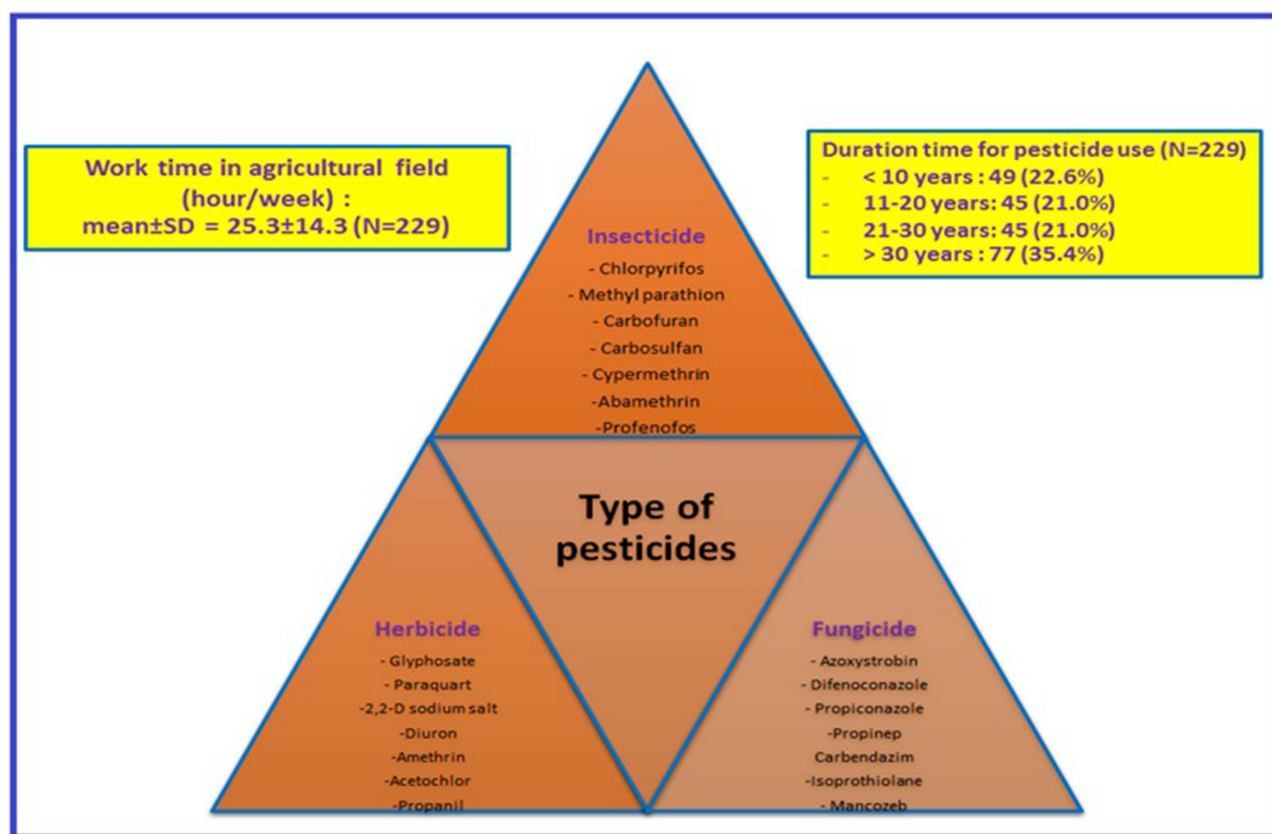 Work time in agricultural field
(hour/week) :
mean±SD = 25.3±14.3 (N=229)
Duration time for pesticide use (N=229)
- < 10 years : 49 (22.6%)
- 11-20 years: 45 (21.0%)
- 21-30 years: 45 (21.0%)
- > 30 years : 77 (35.4%)
Insecticide
- Chlorpyrifos
- Methyl parathion
- Carbofuran
- Carbosulfan
- Cypermethrin
-Abamethrin
-Profenofos
Type of
pesticides
Herbicide
- Glyphosate
- Paraquart
-2,2-D sodium salt
-Diuron
-Amethrin
-Acetochlor
-Propanil
Fungicide
- Azoxystrobin
- Difenoconazole
- Propiconazole
-Propinep
Carbendazim
-Isoprothiolane
- Mancozeb